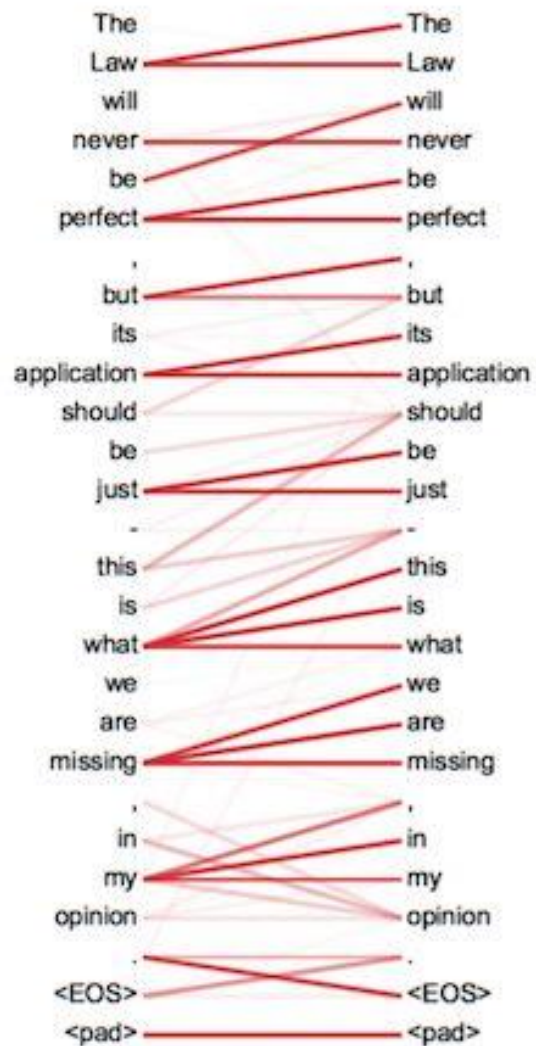 The The
Law Law
will will
never never
be be
perfect perfect
, ,
but but
its its
application application
should should
be be
just just
- -
this this
is is
what what
we we
are are
missing missing
, ,
in in
my my
opinion opinion
. .
<EOS> <EOS>
<pad> <pad>